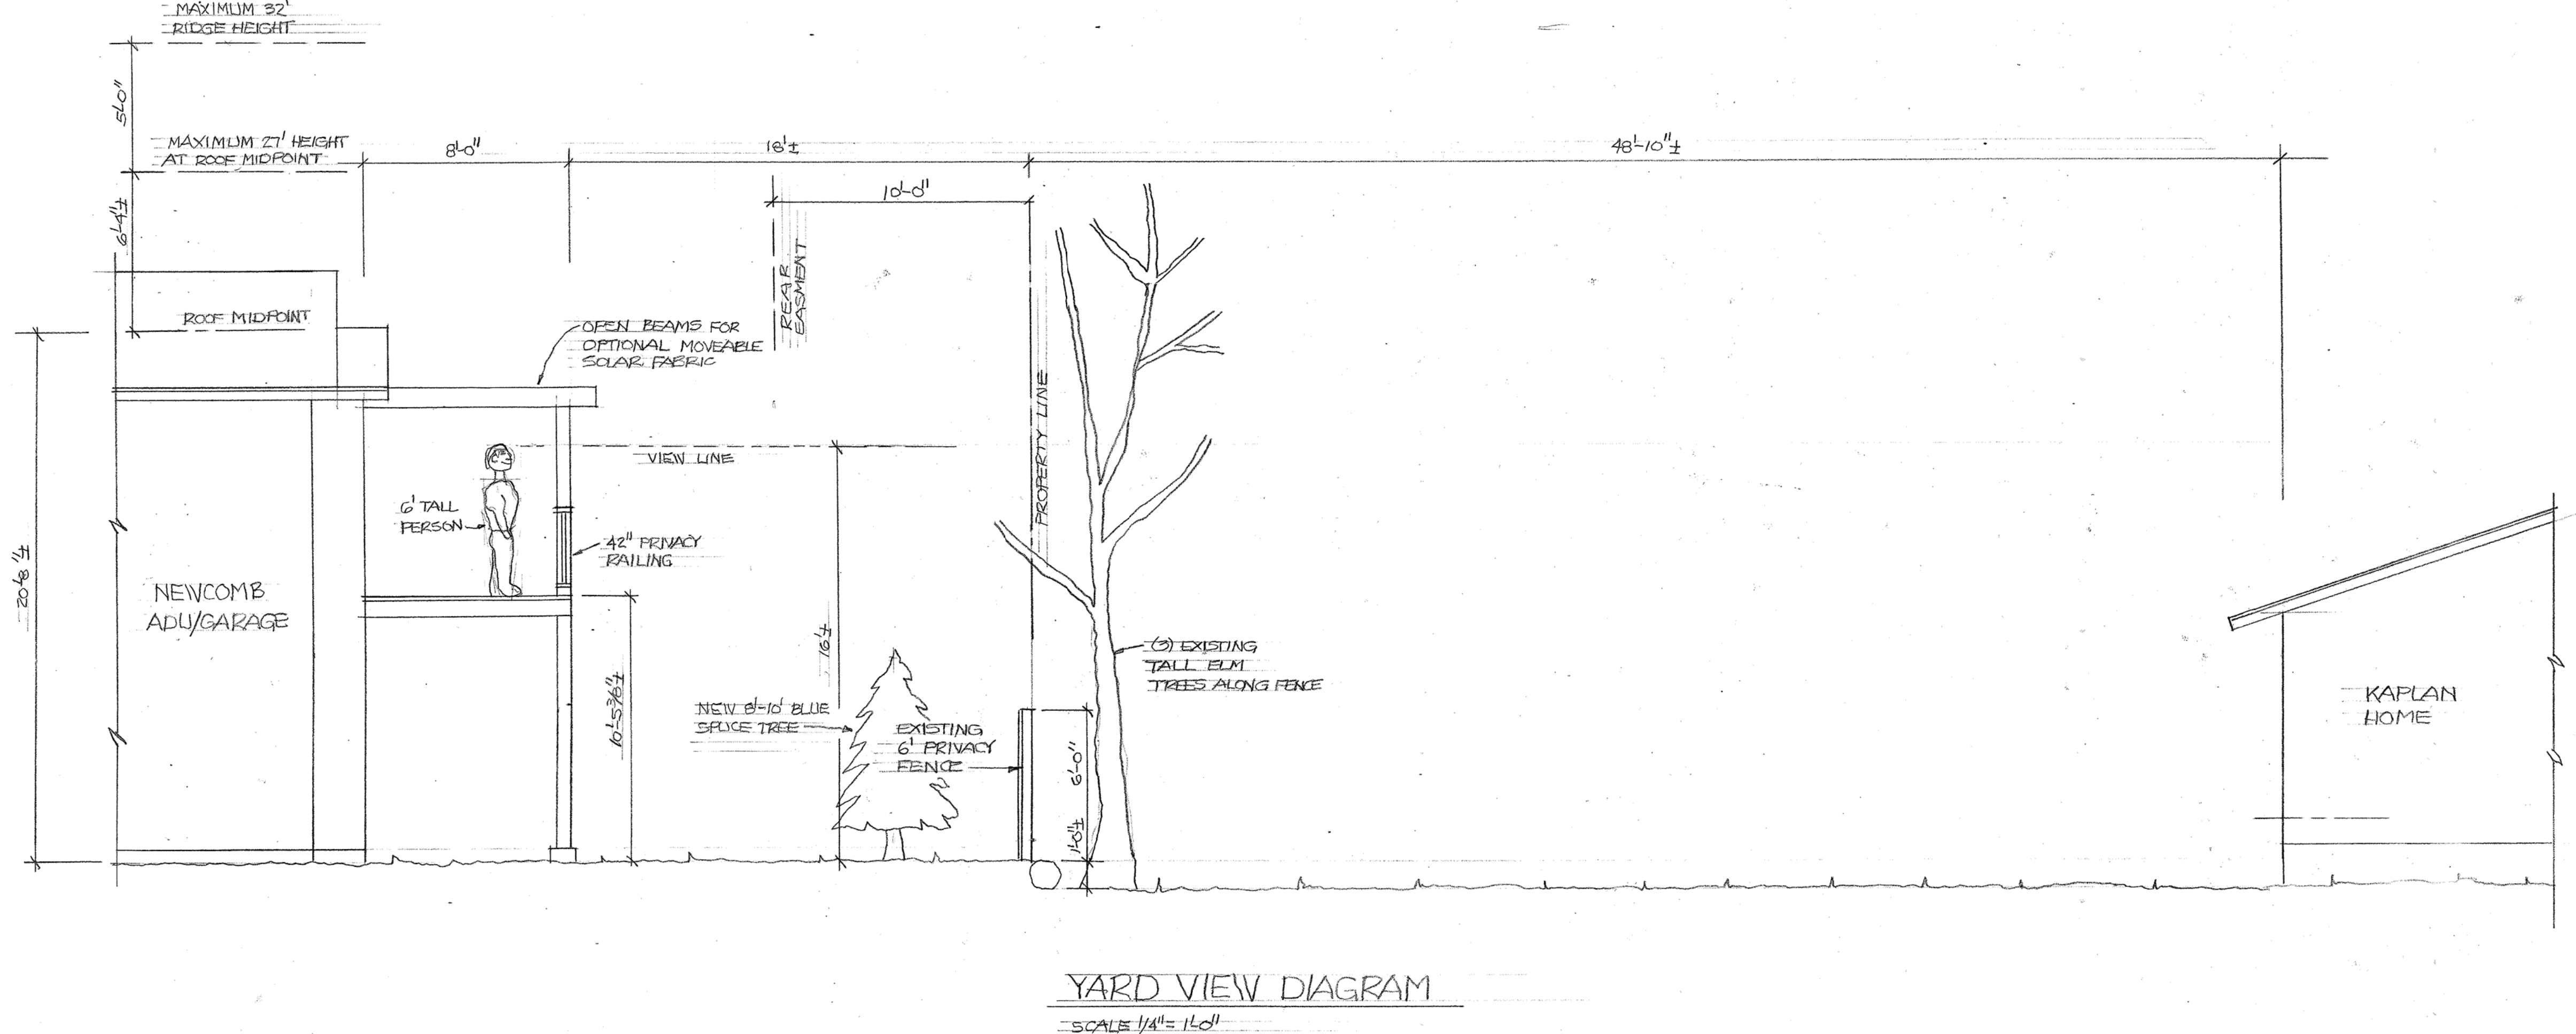 MAXIMUM 32'
RIDGE HEIGHT
5'-0"
MAXIMUM 27' HEIGHT
AT ROOF MIDPOINT
8'-0"
18'±
48'-10"±
10'-0"
6'-4"±
REAR
EASMENT
ROOF MIDPOINT
OPEN BEAMS FOR
OPTIONAL MOVEABLE
SOLAR FABRIC
PROPERTY LINE
VIEW LINE
6' TALL
PERSON
42" PRIVACY
RAILING
20'-8"±
NEWCOMB
ADU/GARAGE
16'±
10'-5 3/8"±
(3) EXISTING
TALL ELM
TREES ALONG FENCE
NEW 8'-10' BLUE
SPUCE TREE
EXISTING
6' PRIVACY
FENCE
6'-0"
1'-0"±
KAPLAN
HOME
YARD VIEW DIAGRAM
SCALE 1/4" = 1'-0"